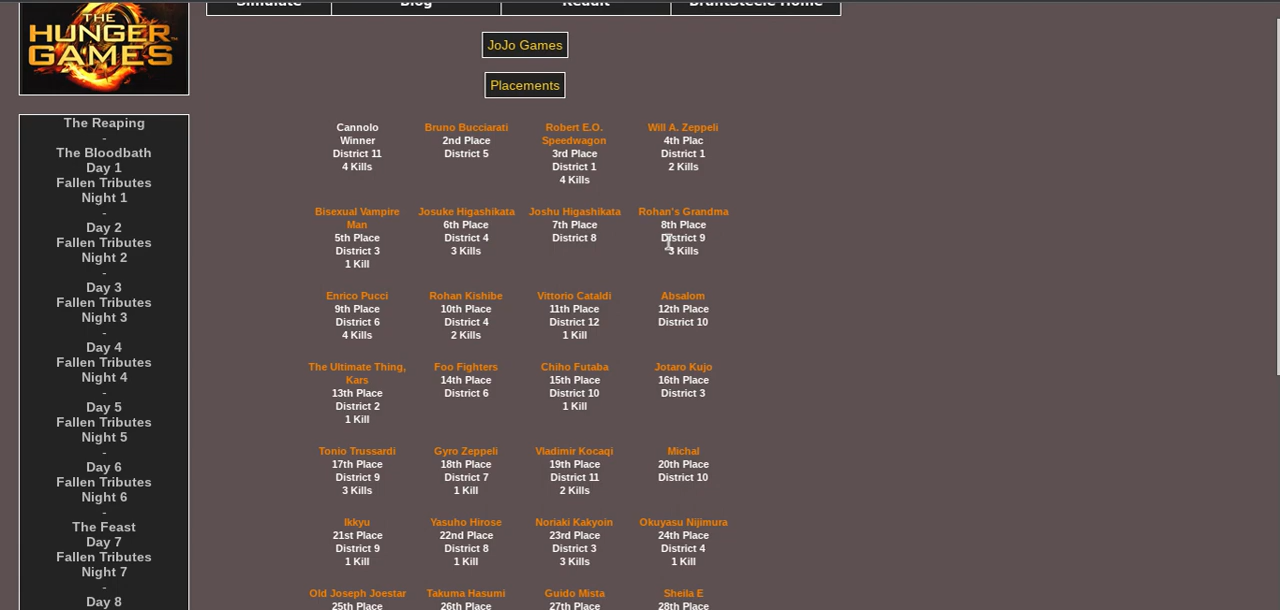 Simulate
Blog
Reddit
BrantSteele Home
THE
HUNGER
GAMES
JoJo Games
Placements
The Reaping
-
The Bloodbath
Day 1
Fallen Tributes
Night 1
-
Day 2
Fallen Tributes
Night 2
-
Day 3
Fallen Tributes
Night 3
-
Day 4
Fallen Tributes
Night 4
-
Day 5
Fallen Tributes
Night 5
-
Day 6
Fallen Tributes
Night 6
-
The Feast
Day 7
Fallen Tributes
Night 7
-
Day 8
Cannolo
Winner
District 11
4 Kills
Bruno Bucciarati
2nd Place
District 5
Robert E.O.
Speedwagon
3rd Place
District 1
4 Kills
Will A. Zeppeli
4th Plac
District 1
2 Kills
Bisexual Vampire
Man
5th Place
District 3
1 Kill
Josuke Higashikata
6th Place
District 4
3 Kills
Joshu Higashikata
7th Place
District 8
Rohan's Grandma
8th Place
District 9
3 Kills
Enrico Pucci
9th Place
District 6
4 Kills
Rohan Kishibe
10th Place
District 4
2 Kills
Vittorio Cataldi
11th Place
District 12
1 Kill
Absalom
12th Place
District 10
The Ultimate Thing,
Kars
13th Place
District 2
1 Kill
Foo Fighters
14th Place
District 6
Chiho Futaba
15th Place
District 10
1 Kill
Jotaro Kujo
16th Place
District 3
Tonio Trussardi
17th Place
District 9
3 Kills
Gyro Zeppeli
18th Place
District 7
1 Kill
Vladimir Kocaqi
19th Place
District 11
2 Kills
Michal
20th Place
District 10
Ikkyu
21st Place
District 9
1 Kill
Yasuho Hirose
22nd Place
District 8
1 Kill
Noriaki Kakyoin
23rd Place
District 3
3 Kills
Okuyasu Nijimura
24th Place
District 4
1 Kill
Old Joseph Joestar
25th Place
Takuma Hasumi
26th Place
Guido Mista
27th Place
Sheila E
28th Place